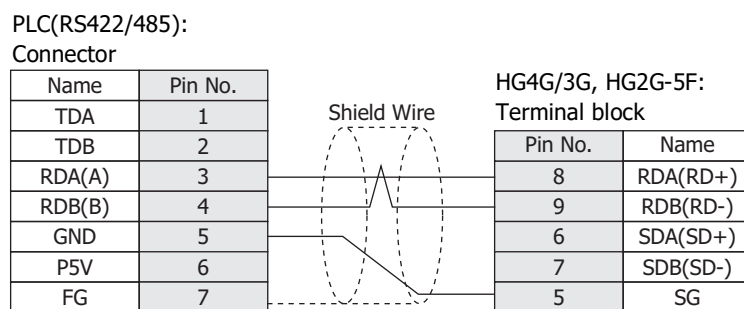 PLC(RS422/485):
Connector
HG4G/3G, HG2G-5F:
Terminal block
Shield Wire
Name Pin No.
TDA 1
TDB 2
RDA(A) 3
RDB(B) 4
GND 5
P5V 6
FG 7
Pin No. Name
8 RDA(RD+)
9 RDB(RD-)
6 SDA(SD+)
7 SDB(SD-)
5 SG